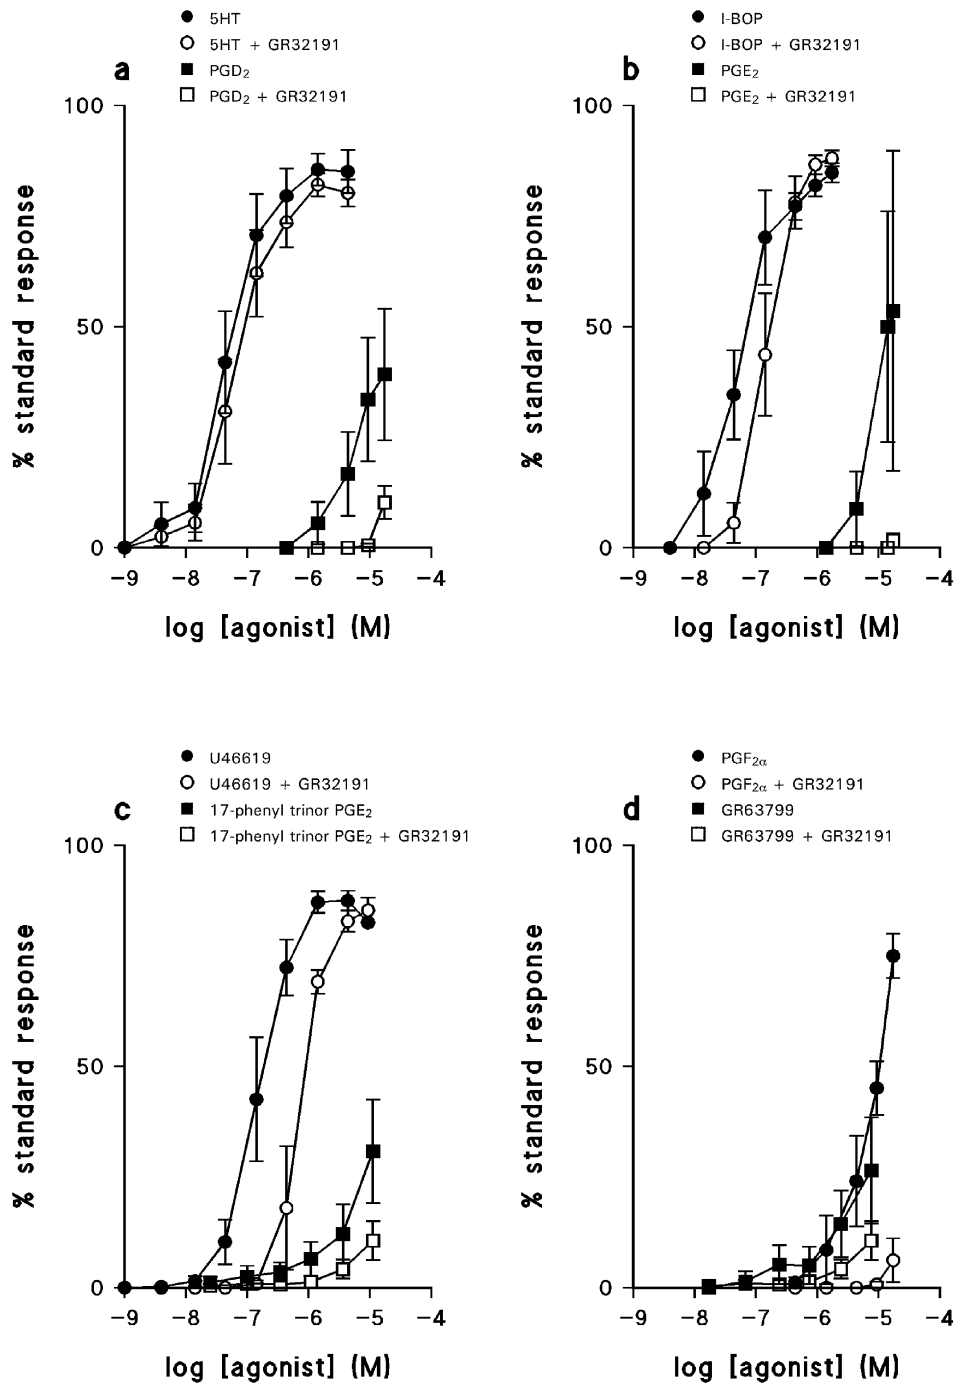 5HT
5HT + GR32191
PGD₂
PGD₂ + GR32191
a
100
50
0
−9 −8 −7 −6 −5 −4
% standard response
log [agonist] (M)
I-BOP
I-BOP + GR32191
PGE₂
PGE₂ + GR32191
b
100
50
0
−9 −8 −7 −6 −5 −4
% standard response
log [agonist] (M)
U46619
U46619 + GR32191
17-phenyl trinor PGE₂
17-phenyl trinor PGE₂ + GR32191
c
100
50
0
−9 −8 −7 −6 −5 −4
% standard response
log [agonist] (M)
PGF₂α
PGF₂α + GR32191
GR63799
GR63799 + GR32191
d
100
50
0
−9 −8 −7 −6 −5 −4
% standard response
log [agonist] (M)